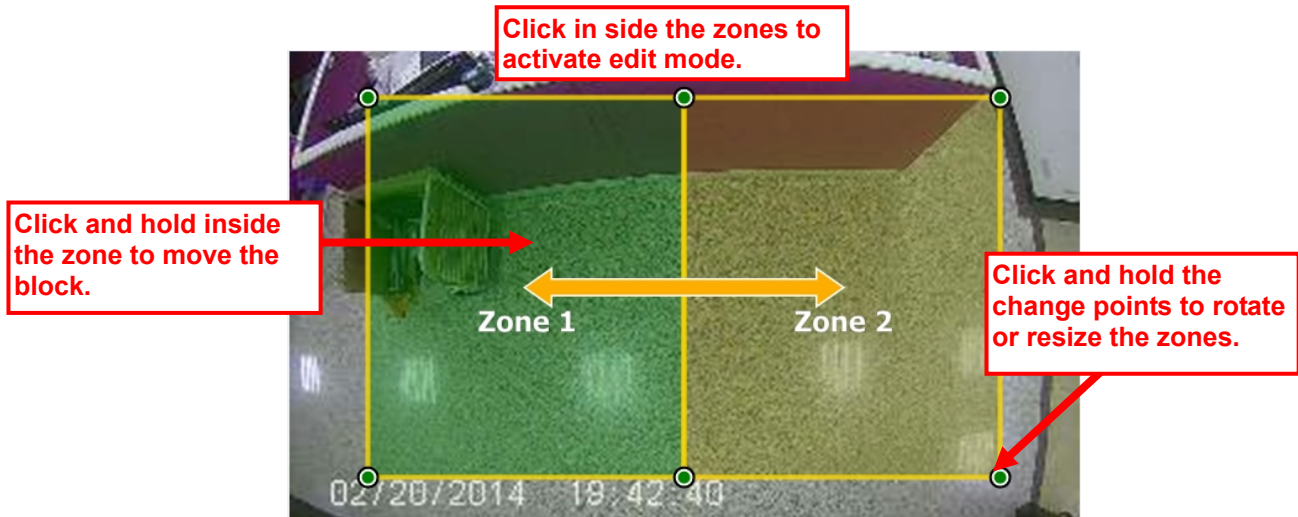 Click in side the zones to
activate edit mode.
Click and hold inside
the zone to move the
block.
Zone 1
Zone 2
Click and hold the
change points to rotate
or resize the zones.
02/20/2014 19:42:40